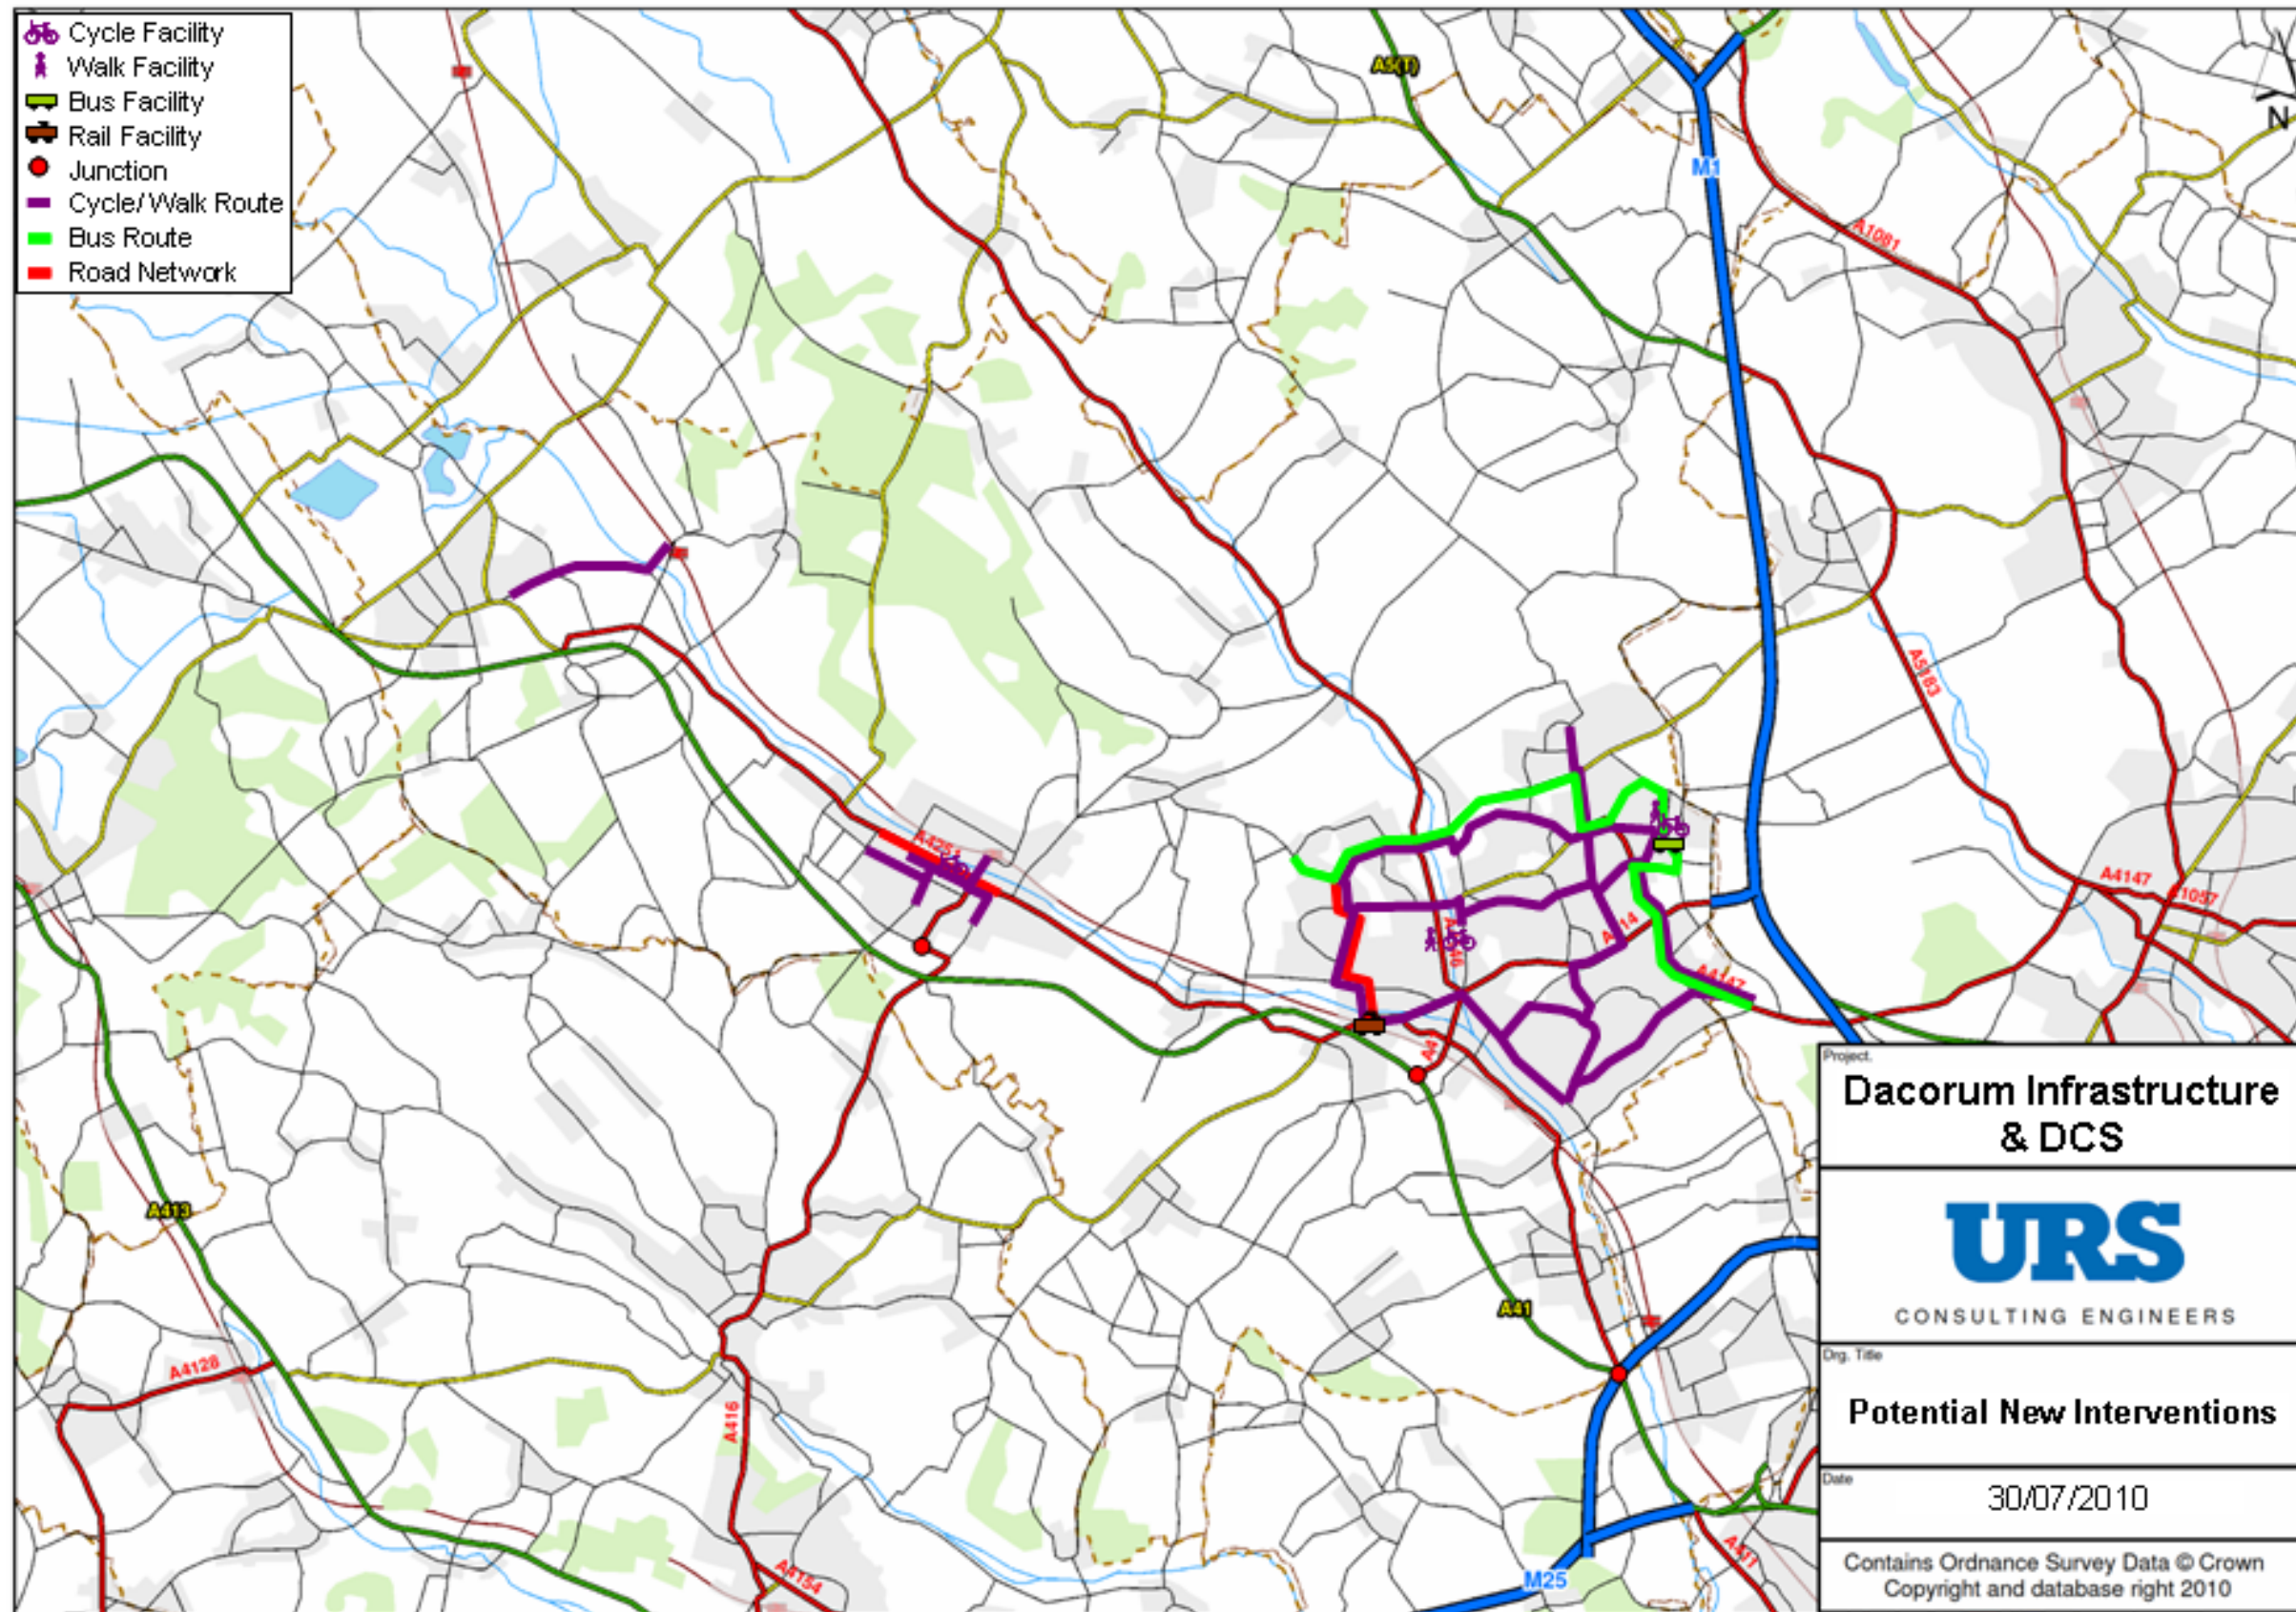 Cycle Facility
Walk Facility
Bus Facility
Rail Facility
Junction
Cycle/ Walk Route
Bus Route
Road Network
A5(T)
M1
N
A1081
A5183
A4251
A4147
A1057
A414
A4147
A41
A413
A41
A4128
A416
A4154
M25
A411
Project.
Dacorum Infrastructure
& DCS
URS
CONSULTING ENGINEERS
Drg. Title
Potential New Interventions
Date
30/07/2010
Contains Ordnance Survey Data © Crown
Copyright and database right 2010